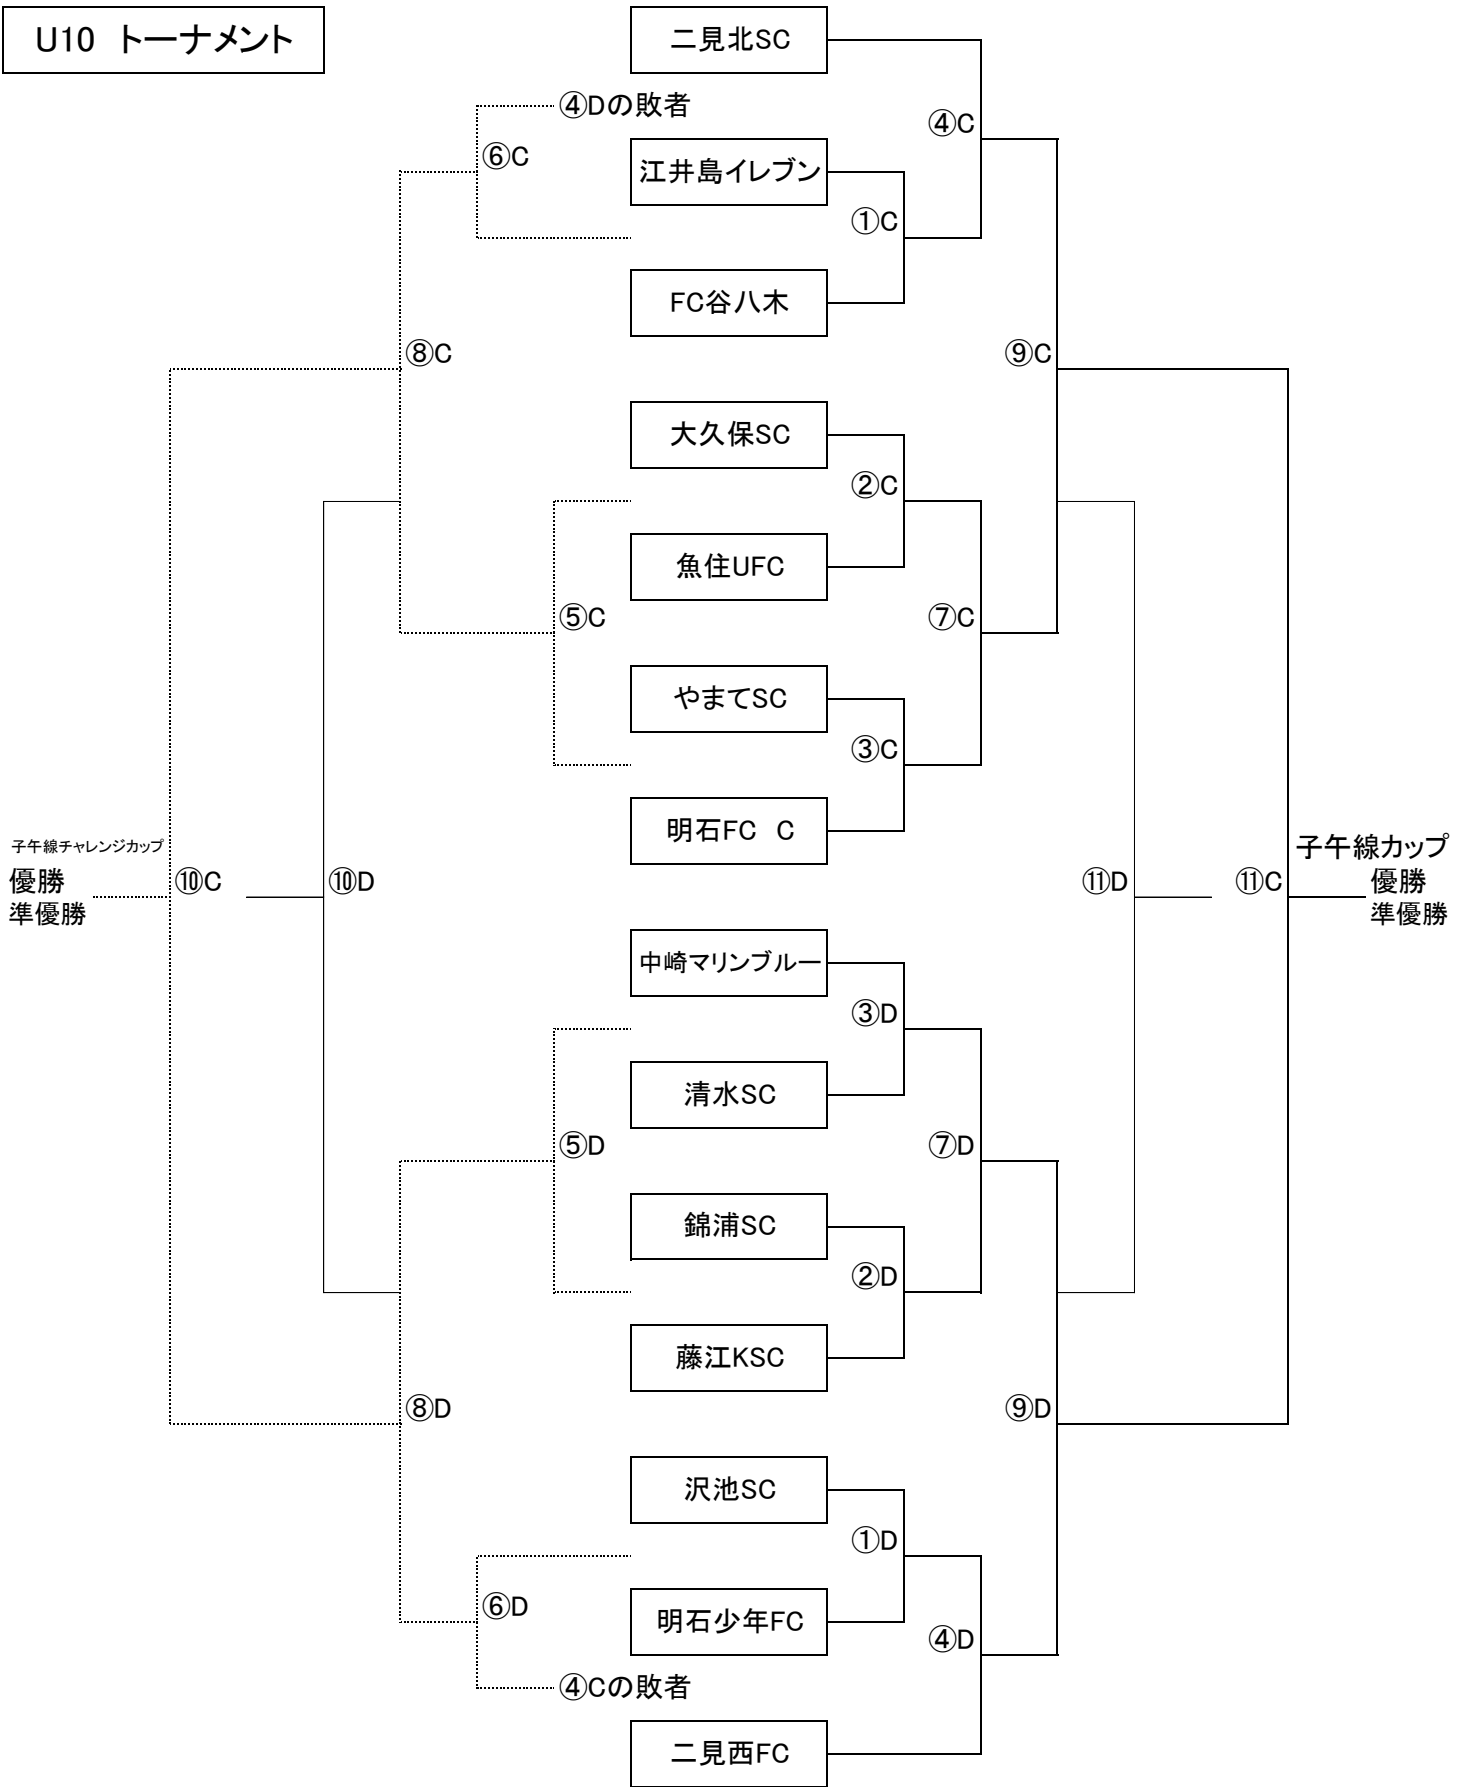 U10 トーナメント
二見北SC
④Dの敗者
④C
⑥C
江井島イレブン
①C
FC谷八木
⑧C
⑨C
大久保SC
②C
魚住UFC
⑤C
⑦C
やまてSC
③C
明石FC C
子午線チャレンジカップ
優勝
準優勝
⑩C
⑩D
⑪D
⑪C
子午線カップ
優勝
準優勝
中崎マリンブルー
③D
清水SC
⑤D
⑦D
錦浦SC
②D
藤江KSC
⑧D
⑨D
沢池SC
①D
⑥D
明石少年FC
④D
④Cの敗者
二見西FC